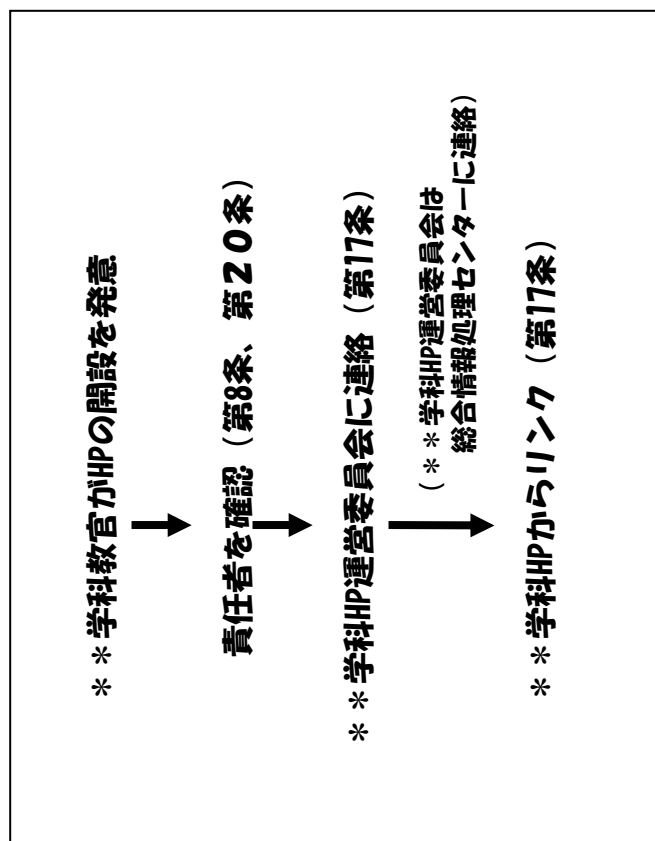 ＊＊学科教官がHPの開設を発意
責任者を確認（第8条、第２０条）
＊＊学科HP運営委員会に連絡（第17条）
（＊＊学科HP運営委員会は
総合情報処理センターに連絡）
＊＊学科HPからリンク（第17条）